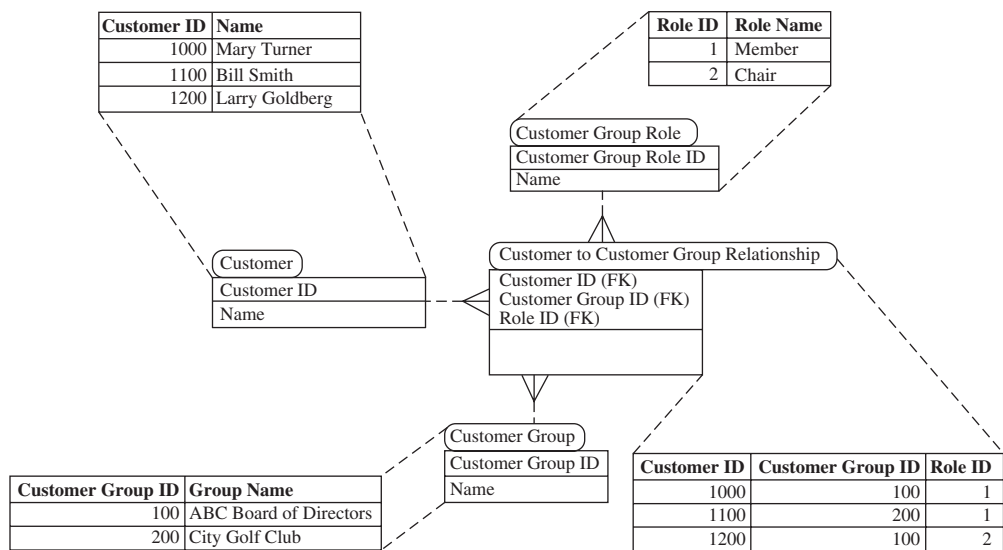 Customer ID Name
1000 Mary Turner
1100 Bill Smith
1200 Larry Goldberg
Role ID Role Name
1 Member
2 Chair
Customer Group Role
Customer Group Role ID
Name
Customer
Customer ID
Name
Customer to Customer Group Relationship
Customer ID (FK)
Customer Group ID (FK)
Role ID (FK)
Customer Group
Customer Group ID
Name
Customer Group ID Group Name
100 ABC Board of Directors
200 City Golf Club
Customer ID Customer Group ID Role ID
1000 100 1
1100 200 1
1200 100 2